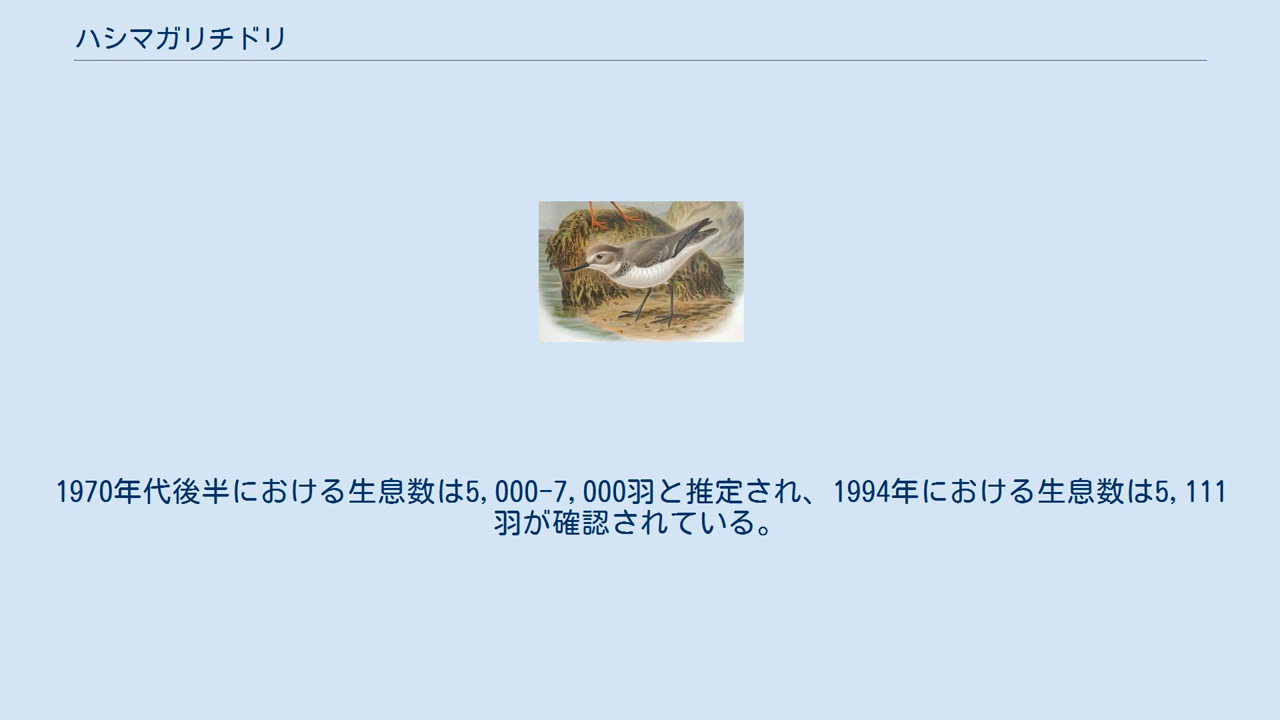 ハシマガリチドリ
1970年代後半における生息数は5,000-7,000羽と推定され、1994年における生息数は5,111
羽が確認されている。